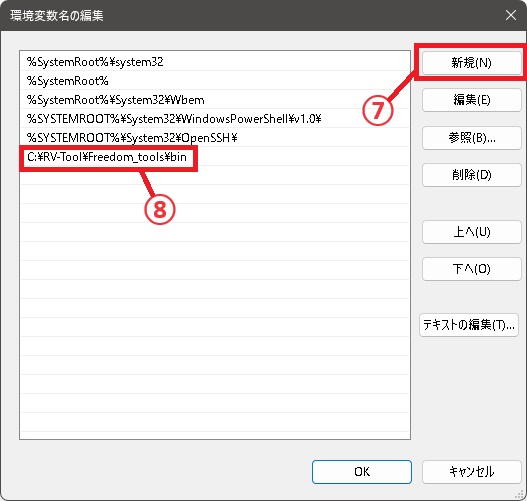 環境変数名の編集
%SystemRoot%¥system32
%SystemRoot%
%SystemRoot%¥System32¥Wbem
%SYSTEMROOT%¥System32¥WindowsPowerShell¥v1.0¥
%SYSTEMROOT%¥System32¥OpenSSH¥
C:¥RV-Tool¥Freedom_tools¥bin
⑦
⑧
新規(N)
編集(E)
参照(B)...
削除(D)
上へ(U)
下へ(O)
テキストの編集(T)...
OK
キャンセル